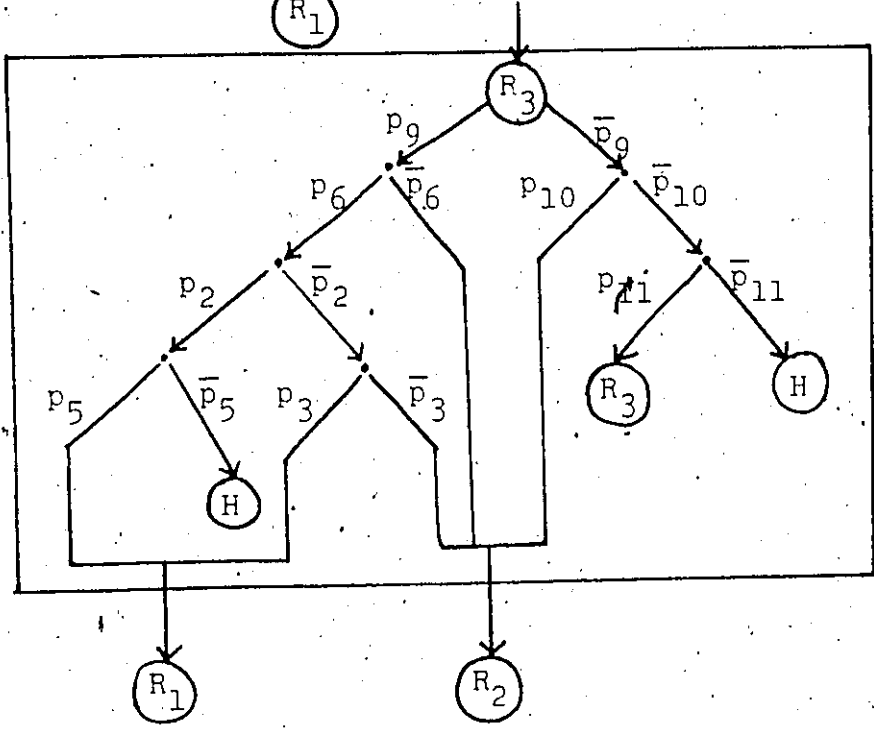 R₁
R₃
p₉ p̄₉
p₆ p̄₆ p₁₀ p̄₁₀
p₂ p̄₂ p₁₁ p̄₁₁
p₅ p̄₅ p₃ p̄₃ R₃ H
H
R₁ R₂